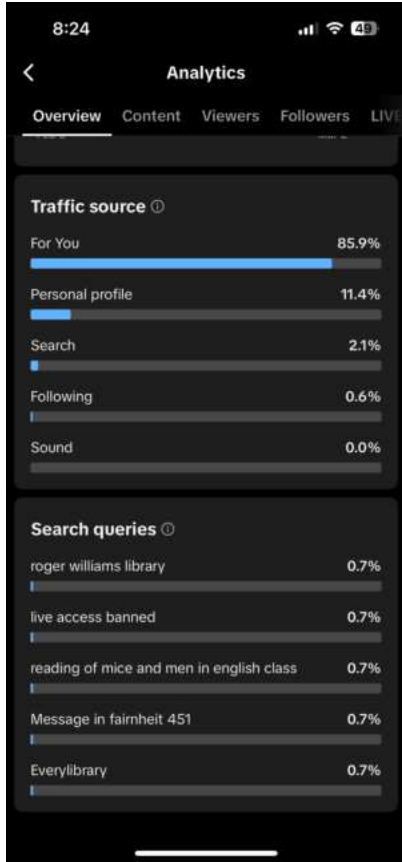 8:24
49
Analytics
Overview Content Viewers Followers LIVE
Traffic source
For You 85.9%
Personal profile 11.4%
Search 2.1%
Following 0.6%
Sound 0.0%
Search queries
roger williams library 0.7%
live access banned 0.7%
reading of mice and men in english class 0.7%
Message in fairnheit 451 0.7%
Everylibrary 0.7%